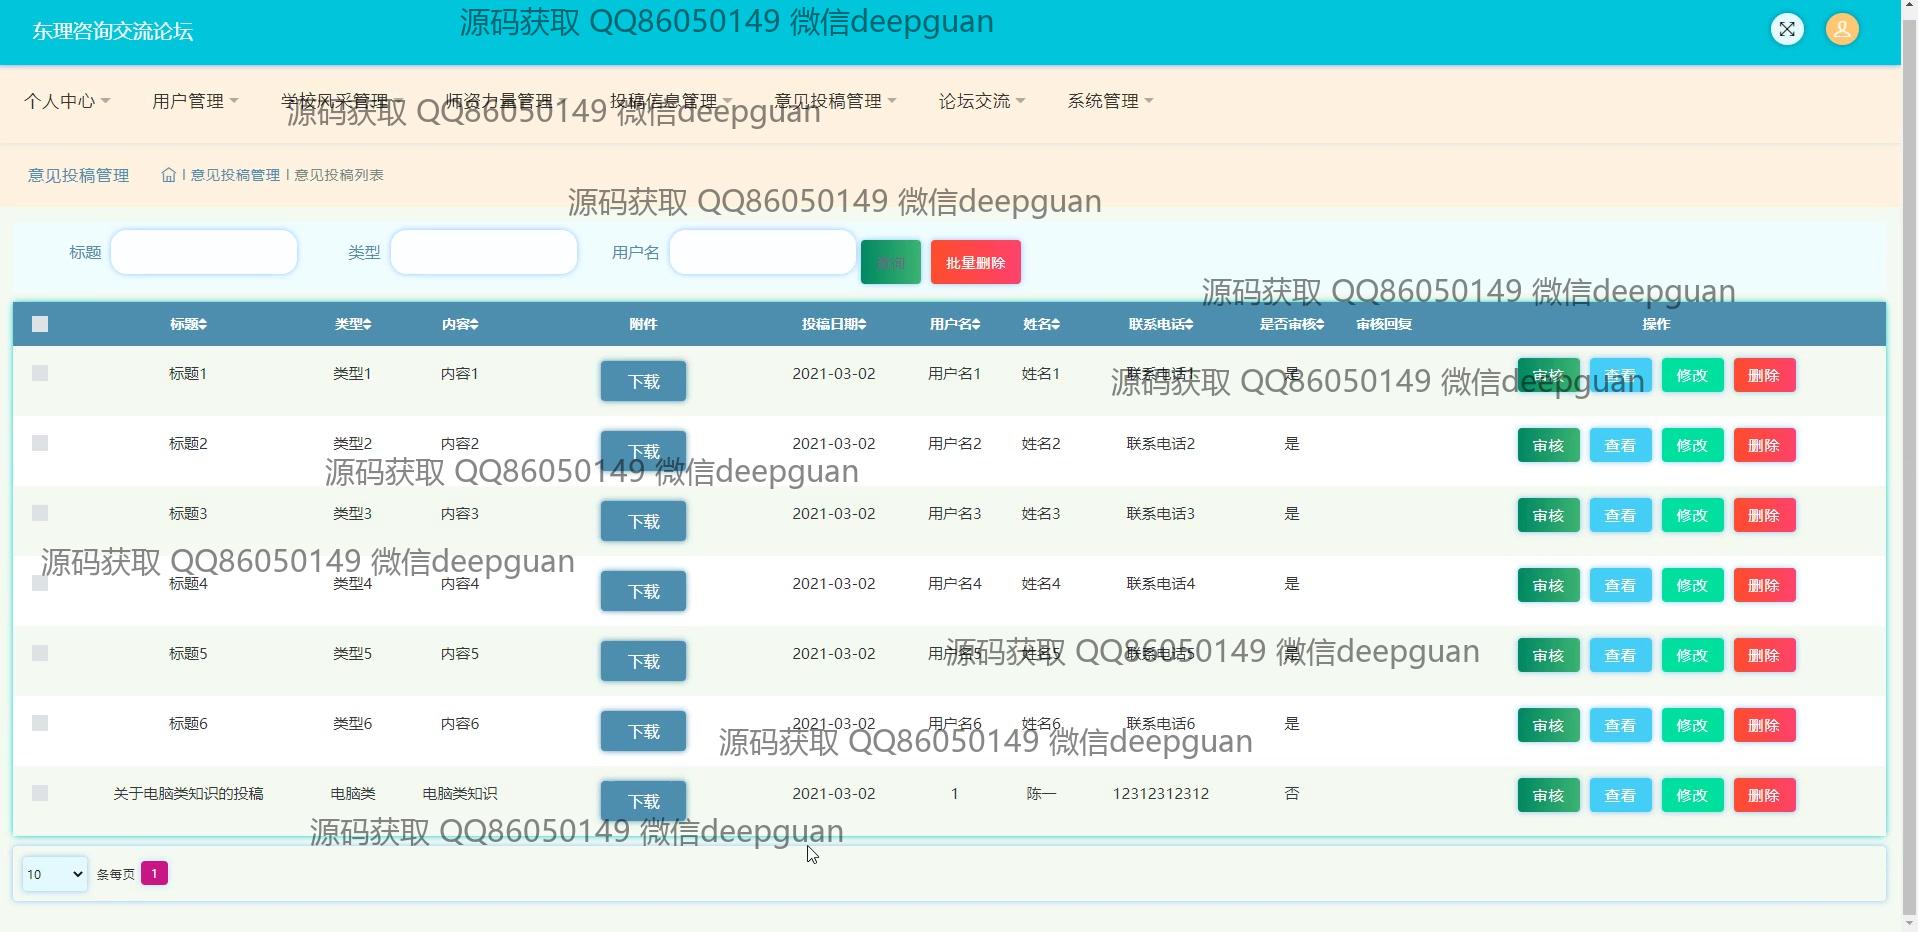 东理咨询交流论坛
源码获取 QQ86050149 微信deepguan
个人中心 用户管理 学校风采管理 师资力量管理 投稿信息管理 意见投稿管理 论坛交流 系统管理
源码获取 QQ86050149 微信deepguan
意见投稿管理 | 意见投稿管理 | 意见投稿列表
源码获取 QQ86050149 微信deepguan
标题 类型 用户名 查询 批量删除
源码获取 QQ86050149 微信deepguan
标题 类型 内容 附件 投稿日期 用户名 姓名 联系电话 是否审核 审核回复 操作
标题1 类型1 内容1 下载 2021-03-02 用户名1 姓名1 联系电话1 是 审核 查看 修改 删除
源码获取 QQ86050149 微信deepguan
标题2 类型2 内容2 下载 2021-03-02 用户名2 姓名2 联系电话2 是 审核 查看 修改 删除
源码获取 QQ86050149 微信deepguan
标题3 类型3 内容3 下载 2021-03-02 用户名3 姓名3 联系电话3 是 审核 查看 修改 删除
源码获取 QQ86050149 微信deepguan
标题4 类型4 内容4 下载 2021-03-02 用户名4 姓名4 联系电话4 是 审核 查看 修改 删除
标题5 类型5 内容5 下载 2021-03-02 用户名5 姓名5 联系电话5 是 审核 查看 修改 删除
源码获取 QQ86050149 微信deepguan
标题6 类型6 内容6 下载 2021-03-02 用户名6 姓名6 联系电话6 是 审核 查看 修改 删除
源码获取 QQ86050149 微信deepguan
关于电脑类知识的投稿 电脑类 电脑类知识 下载 2021-03-02 1 陈一 12312312312 否 审核 查看 修改 删除
源码获取 QQ86050149 微信deepguan
10 条每页 1